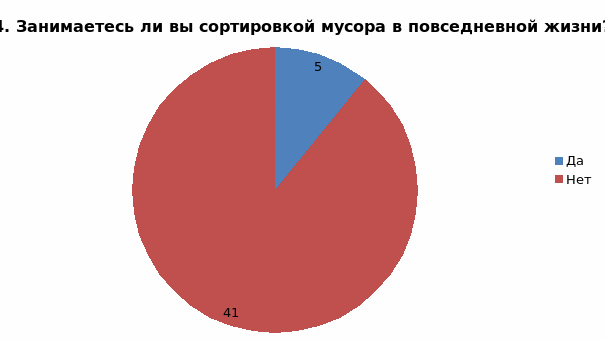 4. Занимаетесь ли вы сортировкой мусора в повседневной жизни?
5
Да
Нет
41